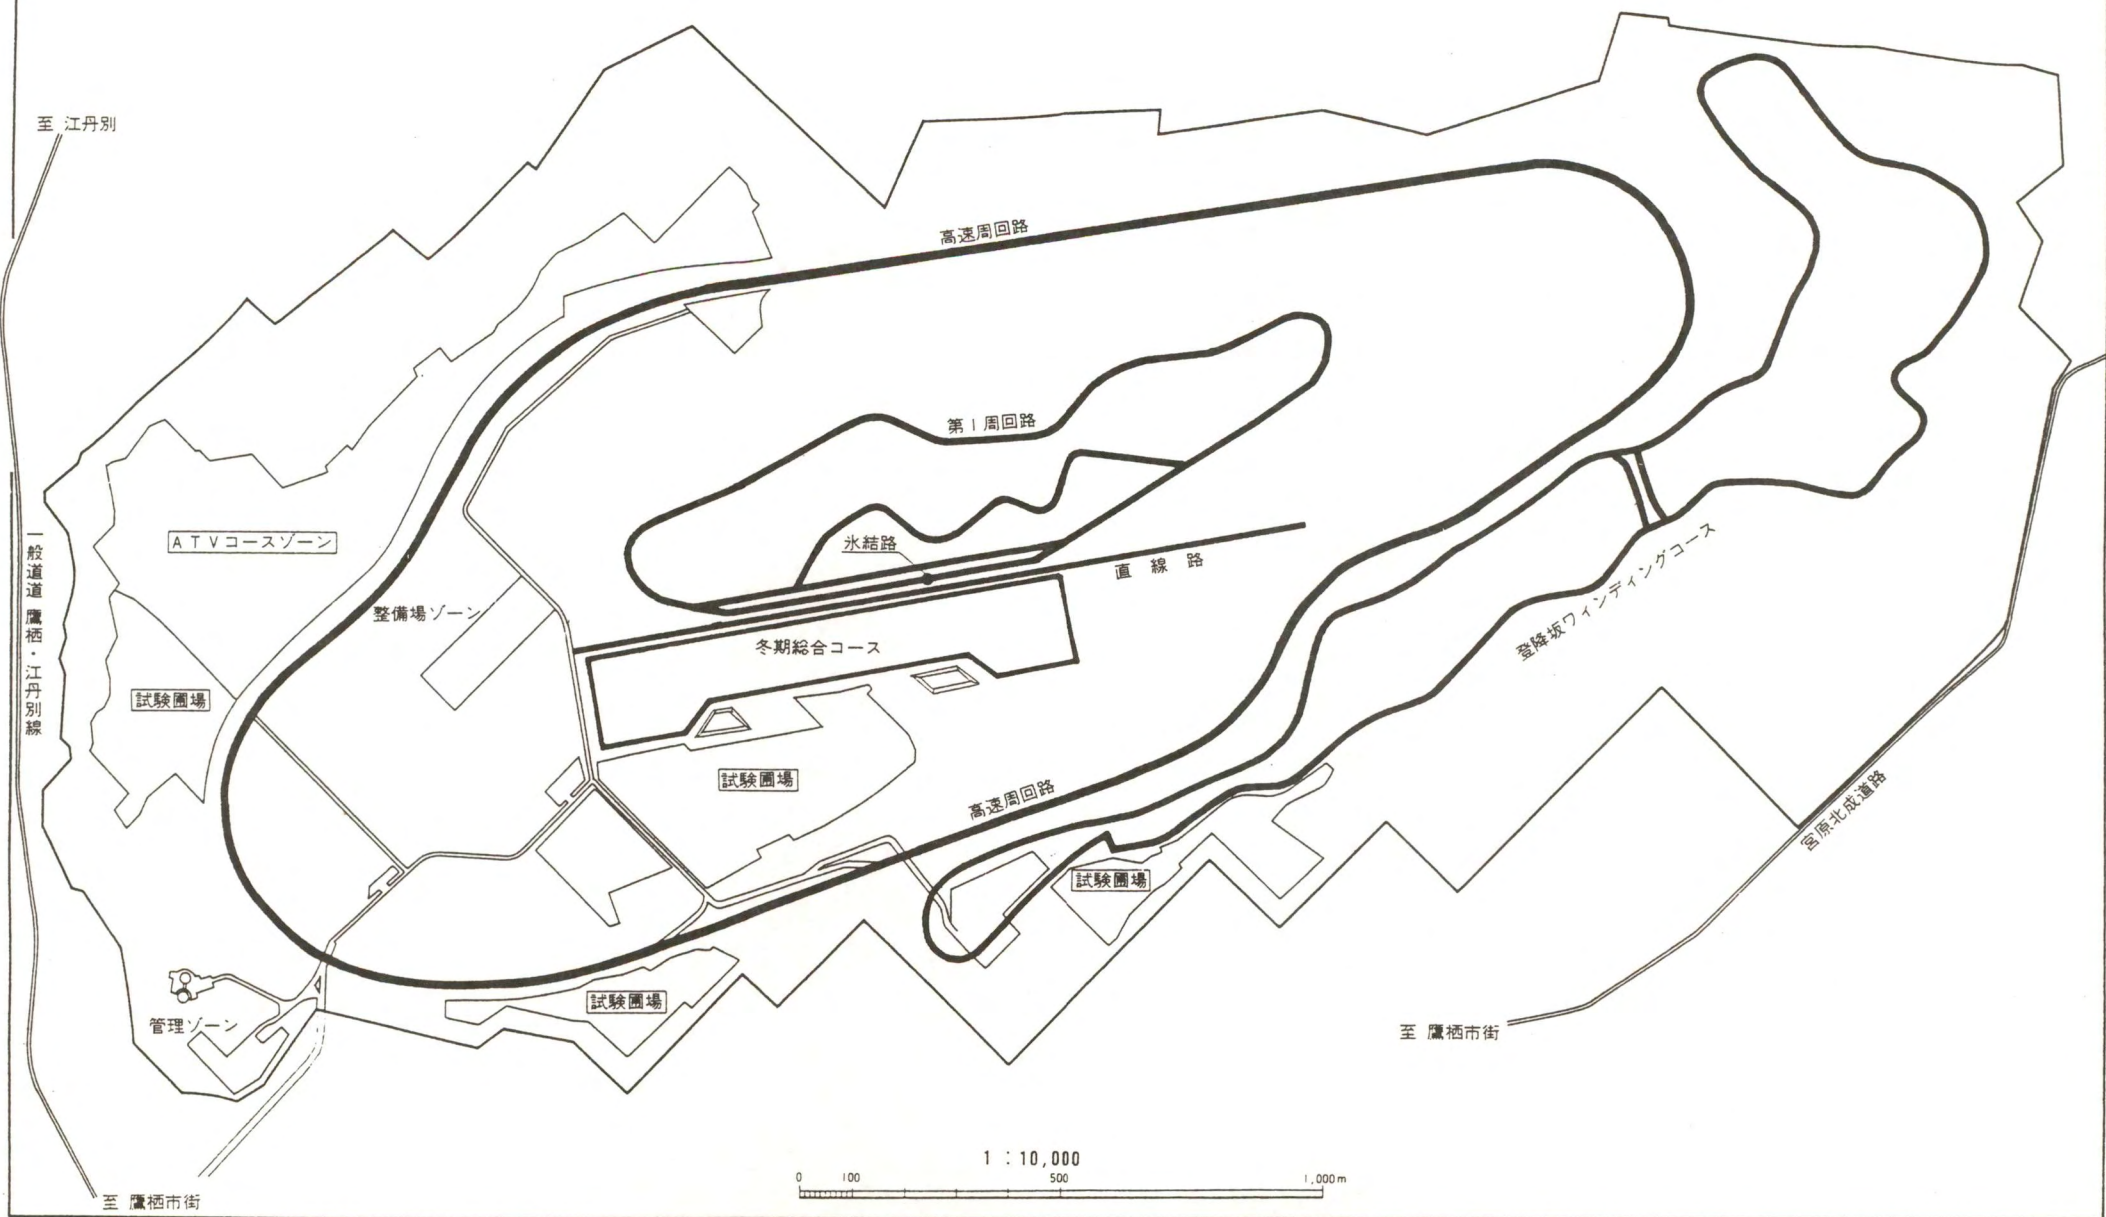 至 江丹別
高速周回路
第1周回路
ATVコースゾーン
氷結路
直線路
一般道道 鷹栖・江丹別線
整備場ゾーン
登降坂ワィンディングコース
冬期総合コース
試験圃場
試験圃場
高速周回路
宮原北成道路
試験圃場
試験圃場
管理ゾーン
至 鷹栖市街
1:10,000
0 100 500 1,000m
至 鷹栖市街